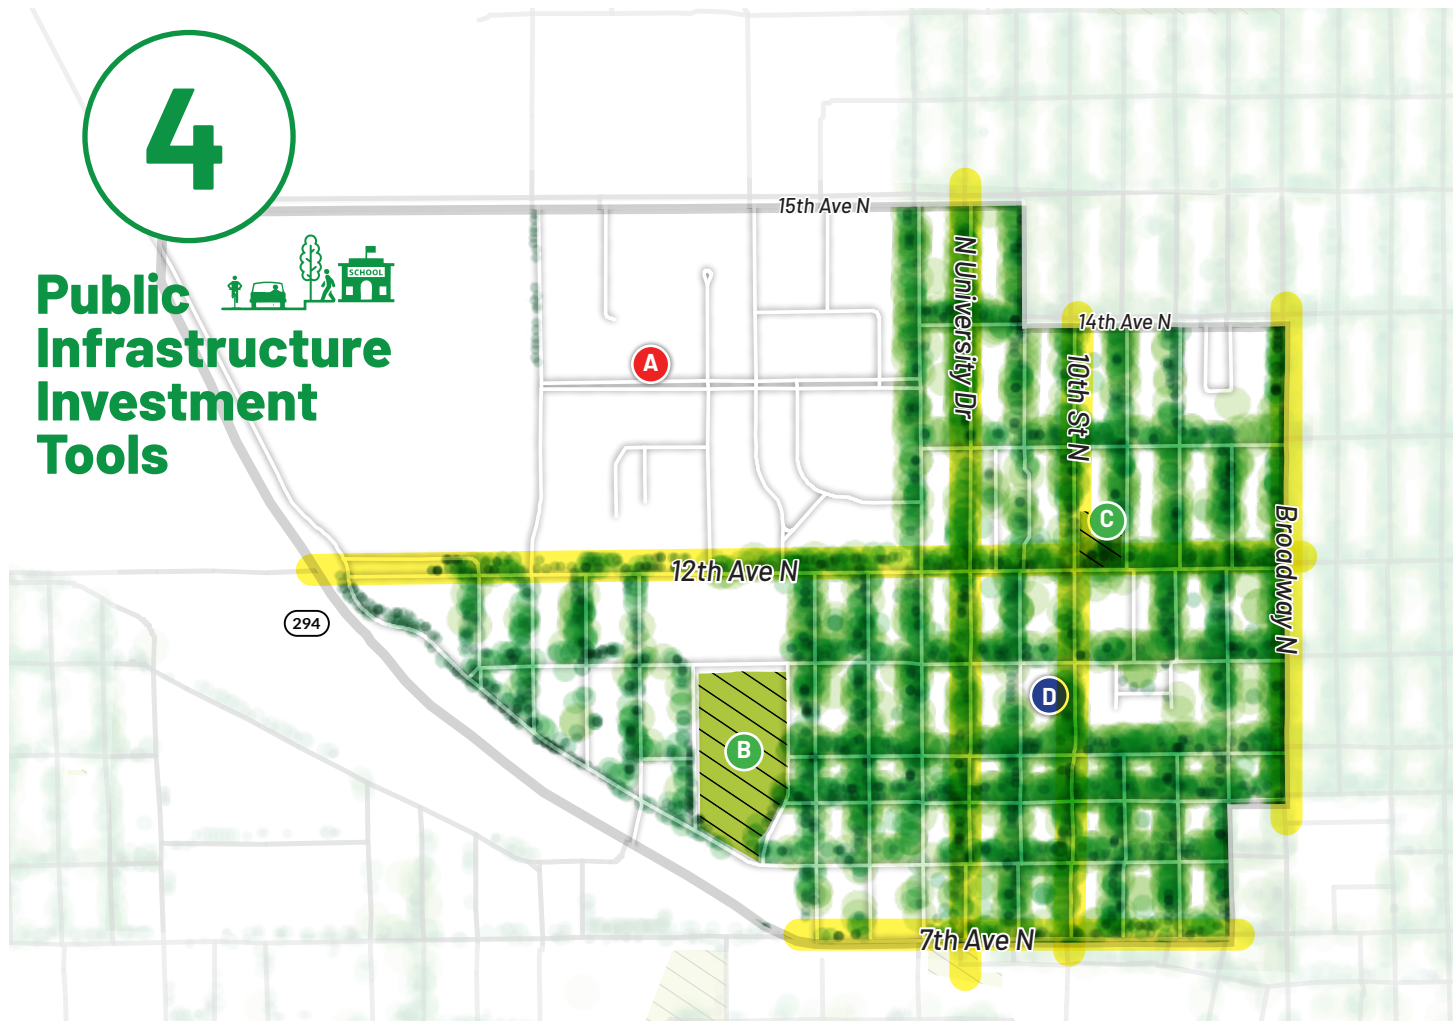 4
Public
Infrastructure
Investment
Tools
SCHOOL
15th Ave N
N University Dr
14th Ave N
10th St N
A
C
Broadway N
12th Ave N
294
D
B
7th Ave N